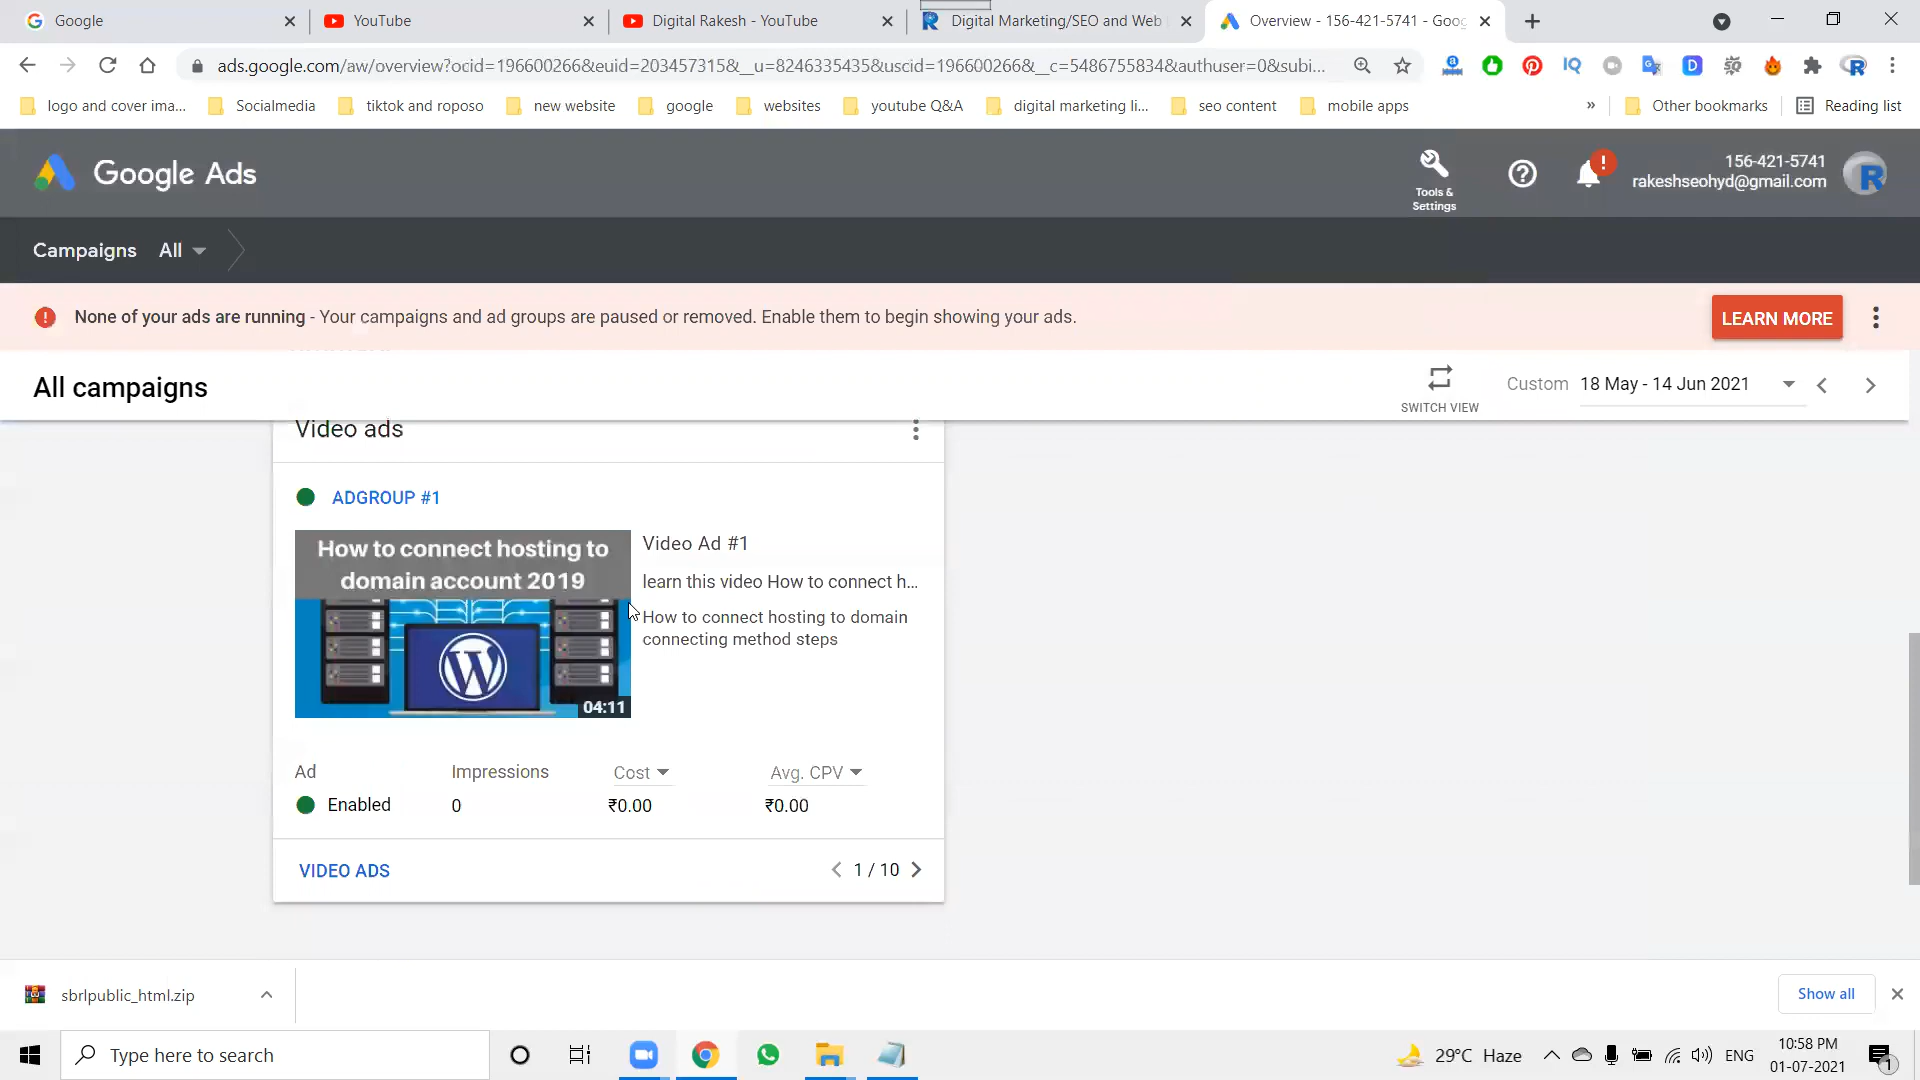 Google
YouTube
Digital Rakesh - YouTube
Digital Marketing/SEO and Web
Overview - 156-421-5741 - Goog
ads.google.com/aw/overview?ocid=196600266&euid=203457315&__u=8246335435&uscid=196600266&__c=5486755834&authuser=0&subi...
logo and cover ima...
Socialmedia
tiktok and roposo
new website
google
websites
youtube Q&A
digital marketing li...
seo content
mobile apps
»
Other bookmarks
Reading list
Google Ads
Tools &
Settings
156-421-5741
rakeshseohyd@gmail.com
Campaigns All
None of your ads are running - Your campaigns and ad groups are paused or removed. Enable them to begin showing your ads.
LEARN MORE
All campaigns
SWITCH VIEW
Custom 18 May - 14 Jun 2021
Video ads
ADGROUP #1
How to connect hosting to
domain account 2019
04:11
Video Ad #1
learn this video How to connect h...
How to connect hosting to domain
connecting method steps
Ad Impressions Cost Avg. CPV
Enabled 0 ₹0.00 ₹0.00
VIDEO ADS
1 / 10
sbrlpublic_html.zip
Show all
Type here to search
29°C Haze
ENG
10:58 PM
01-07-2021
1